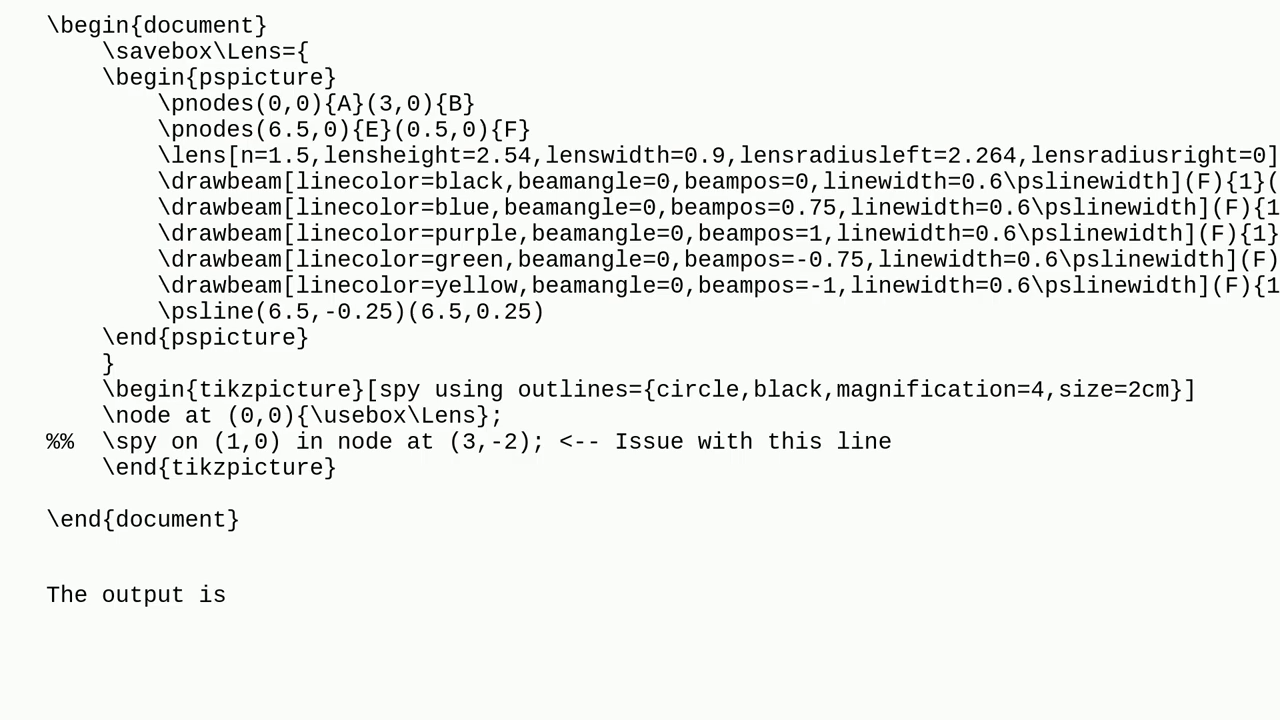 \begin{document}
    \savebox\Lens={
    \begin{pspicture}
        \pnodes(0,0){A}(3,0){B}
        \pnodes(6.5,0){E}(0.5,0){F}
        \lens[n=1.5,lensheight=2.54,lenswidth=0.9,lensradiusleft=2.264,lensradiusright=0]
        \drawbeam[linecolor=black,beamangle=0,beampos=0,linewidth=0.6\pslinewidth](F){1}(
        \drawbeam[linecolor=blue,beamangle=0,beampos=0.75,linewidth=0.6\pslinewidth](F){1
        \drawbeam[linecolor=purple,beamangle=0,beampos=1,linewidth=0.6\pslinewidth](F){1}
        \drawbeam[linecolor=green,beamangle=0,beampos=-0.75,linewidth=0.6\pslinewidth](F)
        \drawbeam[linecolor=yellow,beamangle=0,beampos=-1,linewidth=0.6\pslinewidth](F){1
        \psline(6.5,-0.25)(6.5,0.25)
    \end{pspicture}
    }
    \begin{tikzpicture}[spy using outlines={circle,black,magnification=4,size=2cm}]
    \node at (0,0){\usebox\Lens};
%%  \spy on (1,0) in node at (3,-2); <-- Issue with this line
    \end{tikzpicture}

\end{document}

The output is